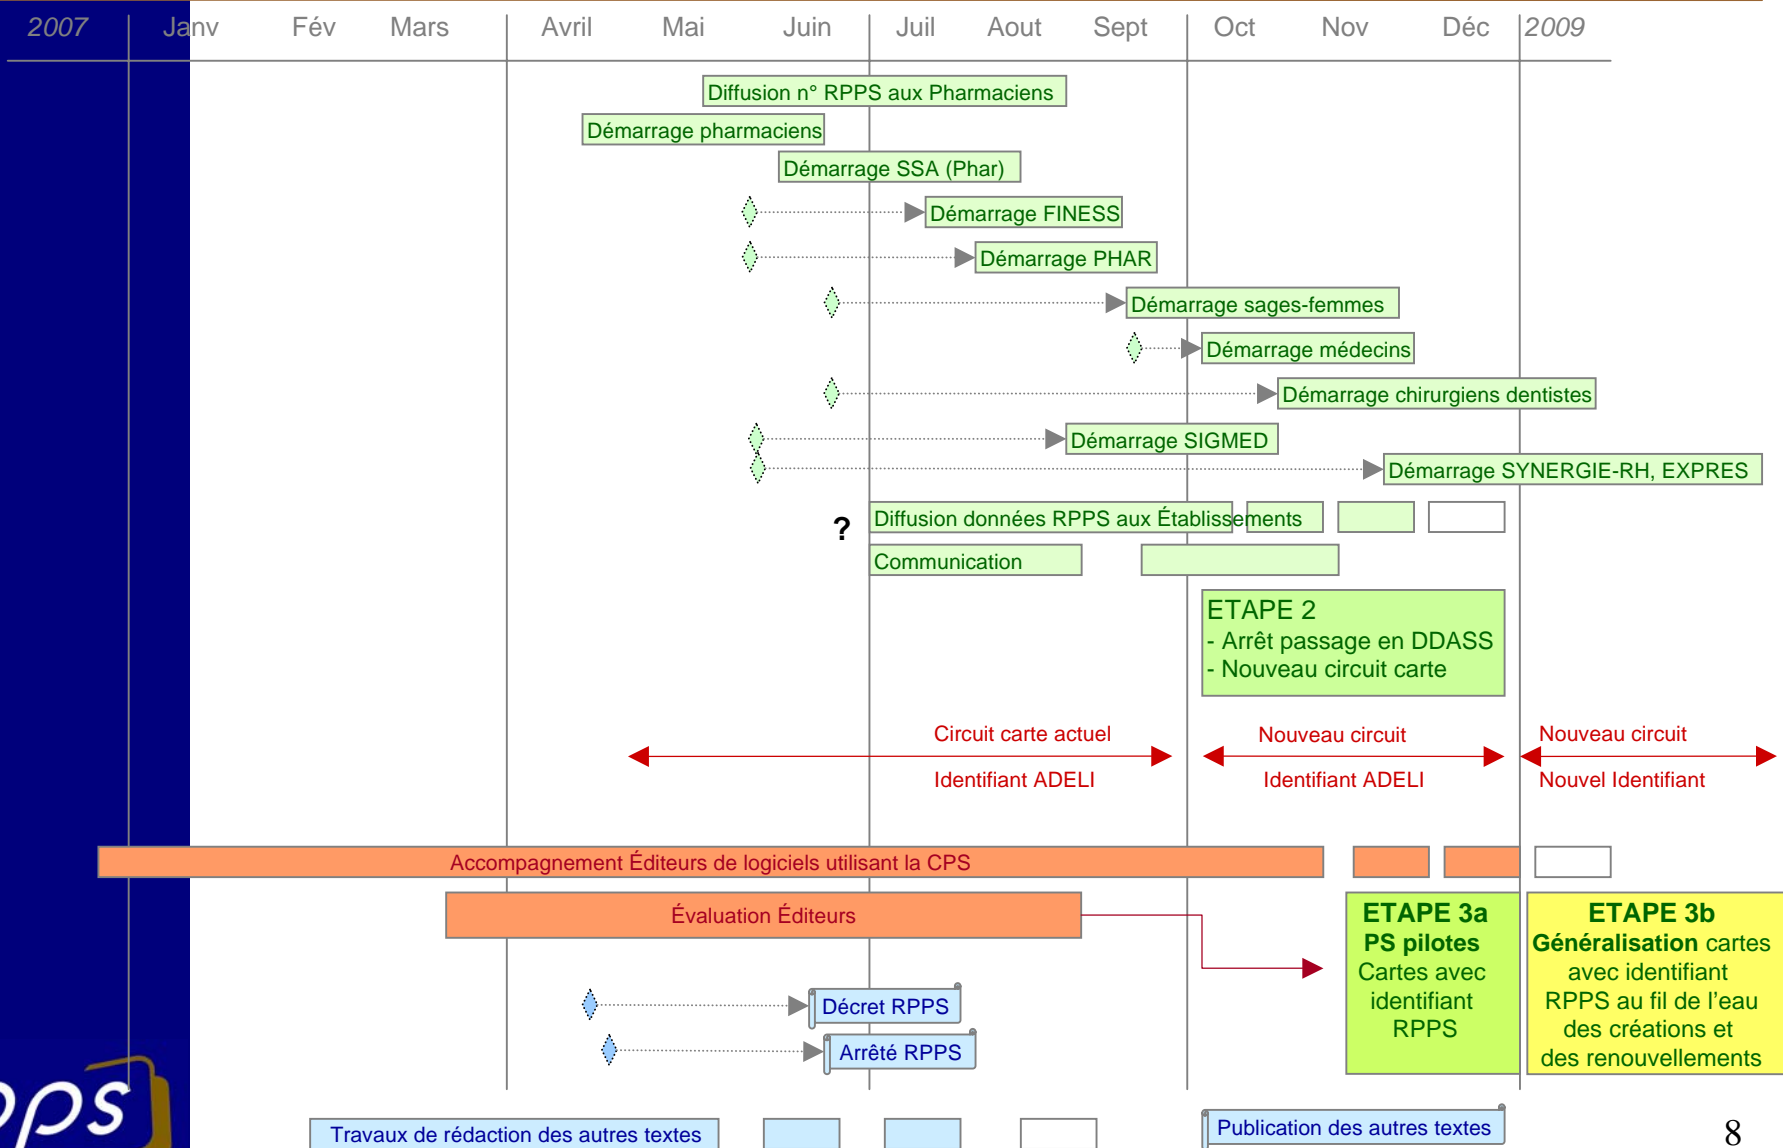 2007 Janv Fév Mars Avril Mai Juin Juil Aout Sept Oct Nov Déc 2009
Diffusion n° RPPS aux Pharmaciens
Démarrage pharmaciens
Démarrage SSA (Phar)
Démarrage FINESS
Démarrage PHAR
Démarrage sages-femmes
Démarrage médecins
Démarrage chirurgiens dentistes
Démarrage SIGMED
Démarrage SYNERGIE-RH, EXPRES
? Diffusion données RPPS aux Établissements
Communication
ETAPE 2
- Arrêt passage en DDASS
- Nouveau circuit carte
Circuit carte actuel
Identifiant ADELI
Nouveau circuit
Identifiant ADELI
Nouveau circuit
Nouvel Identifiant
Accompagnement Éditeurs de logiciels utilisant la CPS
Évaluation Éditeurs
ETAPE 3a
PS pilotes
Cartes avec
identifiant
RPPS
ETAPE 3b
Généralisation cartes
avec identifiant
RPPS au fil de l'eau
des créations et
des renouvellements
Décret RPPS
Arrêté RPPS
pps
Travaux de rédaction des autres textes
Publication des autres textes
8